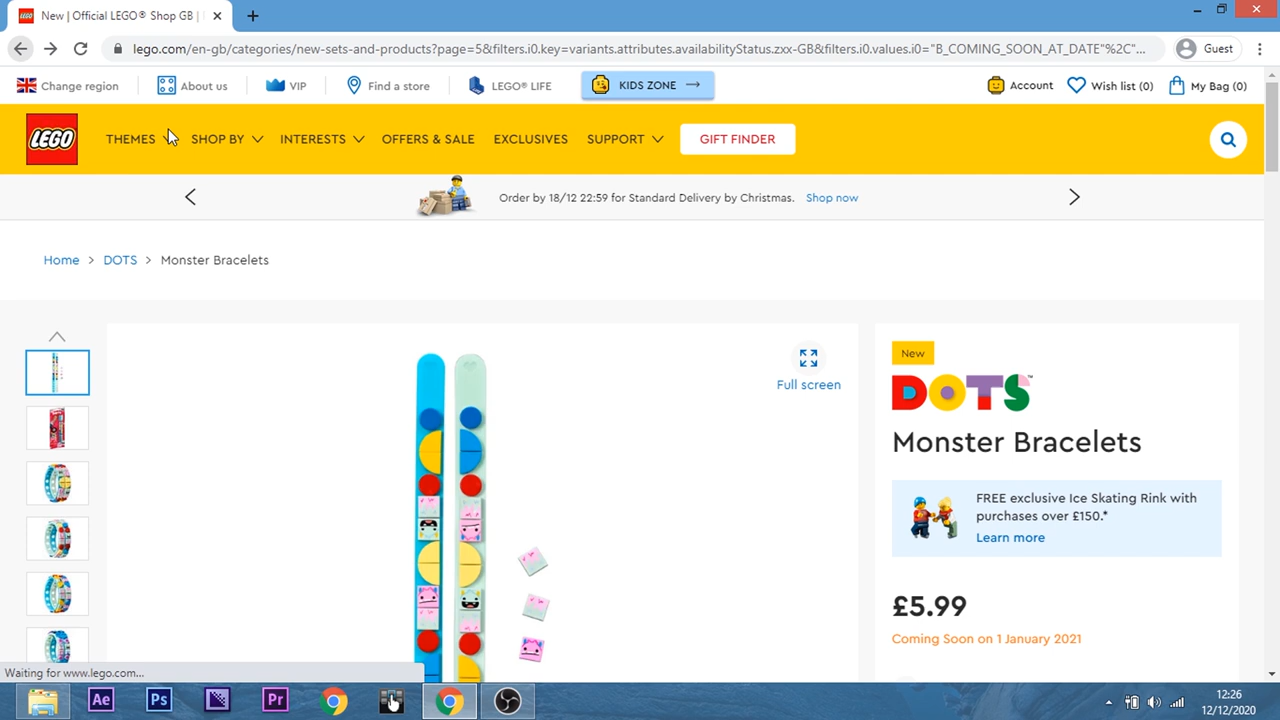 New | Official LEGO® Shop GB |
lego.com/en-gb/categories/new-sets-and-products?page=5&filters.i0.key=variants.attributes.availabilityStatus.zxx-GB&filters.i0.values.i0="B_COMING_SOON_AT_DATE"%2C"...
Guest
Change region
About us
VIP
Find a store
LEGO® LIFE
KIDS ZONE
Account
Wish list (0)
My Bag (0)
LEGO
THEMES
SHOP BY
INTERESTS
OFFERS & SALE
EXCLUSIVES
SUPPORT
GIFT FINDER
Order by 18/12 22:59 for Standard Delivery by Christmas. Shop now
Home > DOTS > Monster Bracelets
Full screen
New
DOTS™
Monster Bracelets
FREE exclusive Ice Skating Rink with
purchases over £150.*
Learn more
£5.99
Coming Soon on 1 January 2021
Waiting for www.lego.com...
Ae
Ps
Pr
12:26
12/12/2020